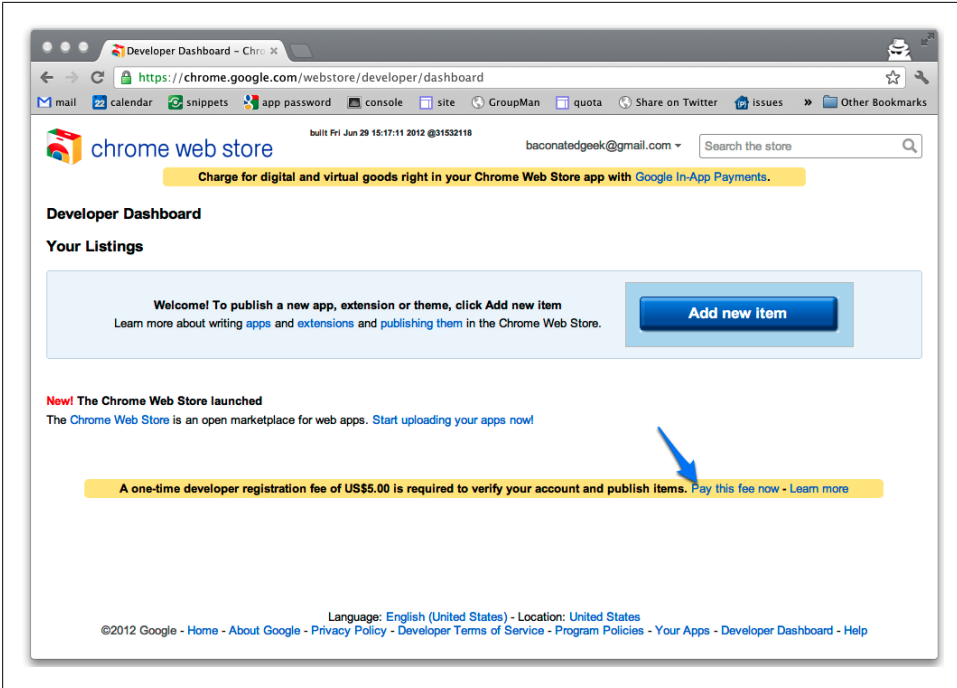 Developer Dashboard - Chro ×
https://chrome.google.com/webstore/developer/dashboard
mail 22 calendar snippets app password console site GroupMan quota Share on Twitter issues » Other Bookmarks
built Fri Jun 29 15:17:11 2012 @31532118
chrome web store baconatedgeek@gmail.com Search the store
Charge for digital and virtual goods right in your Chrome Web Store app with Google In-App Payments.
Developer Dashboard
Your Listings
Welcome! To publish a new app, extension or theme, click Add new item
Learn more about writing apps and extensions and publishing them in the Chrome Web Store.
Add new item
New! The Chrome Web Store launched
The Chrome Web Store is an open marketplace for web apps. Start uploading your apps now!
A one-time developer registration fee of US$5.00 is required to verify your account and publish items. Pay this fee now - Learn more
Language: English (United States) - Location: United States
©2012 Google - Home - About Google - Privacy Policy - Developer Terms of Service - Program Policies - Your Apps - Developer Dashboard - Help